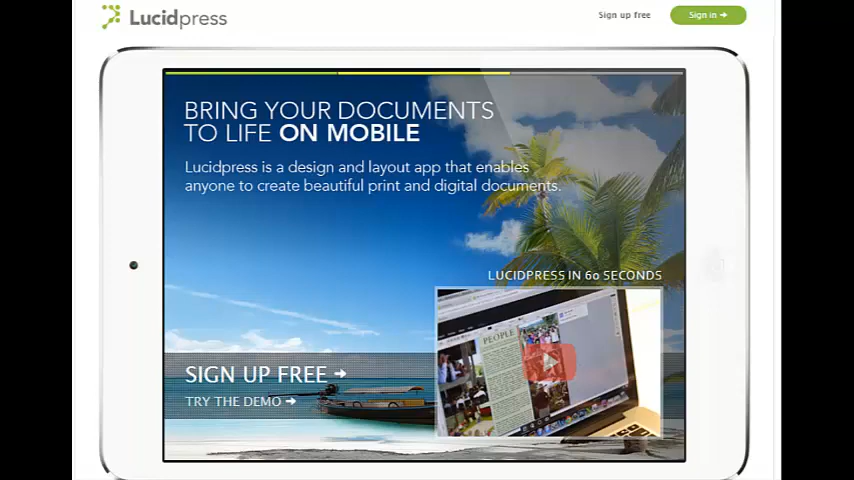 Lucidpress
Sign up free
Sign in
BRING YOUR DOCUMENTS
TO LIFE ON MOBILE
Lucidpress is a design and layout app that enables
anyone to create beautiful print and digital documents.
LUCIDPRESS IN 60 SECONDS
PEOPLE
SIGN UP FREE
TRY THE DEMO